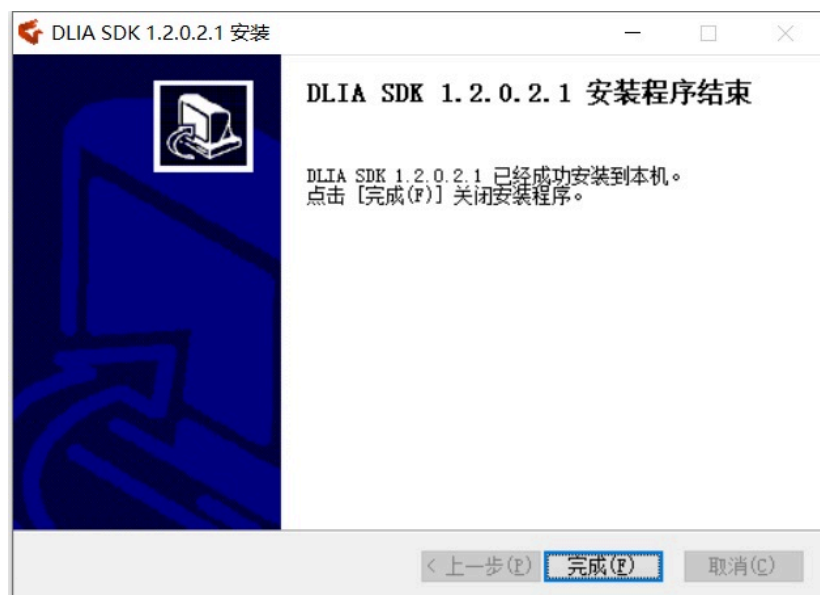 DLIA SDK 1.2.0.2.1 安装
DLIA SDK 1.2.0.2.1 安装程序结束
DLIA SDK 1.2.0.2.1 已经成功安装到本机。
点击 [完成(F)] 关闭安装程序。
< 上一步(P)
完成(F)
取消(C)